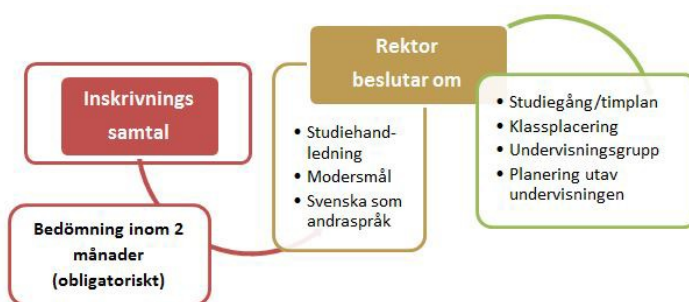 Inskrivnings
samtal
Bedömning inom 2
månader
(obligatoriskt)
Rektor
beslutar om
• Studiehand-
ledning
• Modersmål
• Svenska som
andraspråk
• Studiegång/timplan
• Klassplacering
• Undervisningsgrupp
• Planering utav
undervisningen